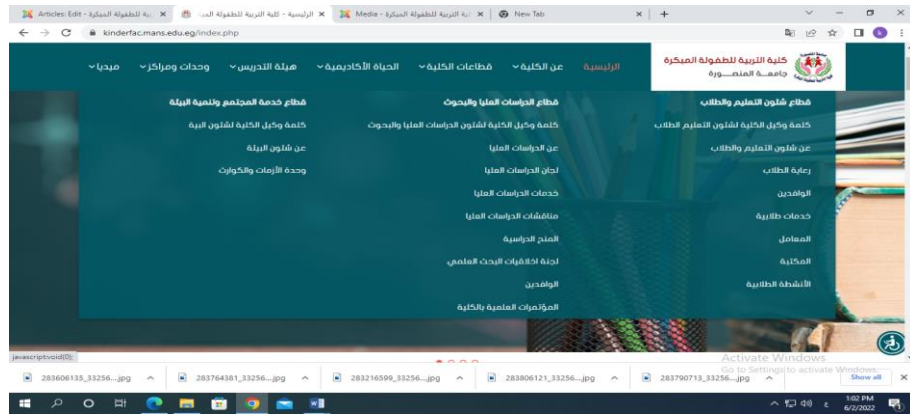 Articles: Edit - كلية التربية للطفولة المبكرة
الرئيسية - كلية التربية للطفولة المب
Media - كلية التربية للطفولة المبكرة
New Tab
kinderfac.mans.edu.eg/index.php
كلية التربية للطفولة المبكرة
جامعـــة المنصـــــورة
الرئيسية
عن الكلية
قطاعات الكلية
الحياة الأكاديمية
هيئة التدريس
وحدات ومراكز
ميديا
قطاع شئون التعليم والطلاب
كلمة وكيل الكلية لشئون التعليم الطلاب
عن شئون التعليم والطلاب
رعاية الطلاب
الوافدين
خدمات طلابية
المعامل
المكتبة
الأنشطة الطلابية
قطاع الدراسات العليا والبحوث
كلمة وكيل الكلية لشئون الدراسات العليا والبحوث
عن الدراسات العليا
لجان الدراسات العليا
خدمات الدراسات العليا
مناقشات الدراسات العليا
المنح الدراسية
لجنة اخلاقيات البحث العلمي
الوافدين
المؤتمرات العلمية بالكلية
قطاع خدمة المجتمع وتنمية البيئة
كلمة وكيل الكلية لشئون البية
عن شئون البيئة
وحدة الأزمات والكوارث
javascript:void(0);
Activate Windows
Go to Settings to activate Windows.
283606135_33256....jpg
283764381_33256....jpg
283216599_33256....jpg
283806121_33256....jpg
283790713_33256....jpg
Show all
ع
1:02 PM
6/2/2022